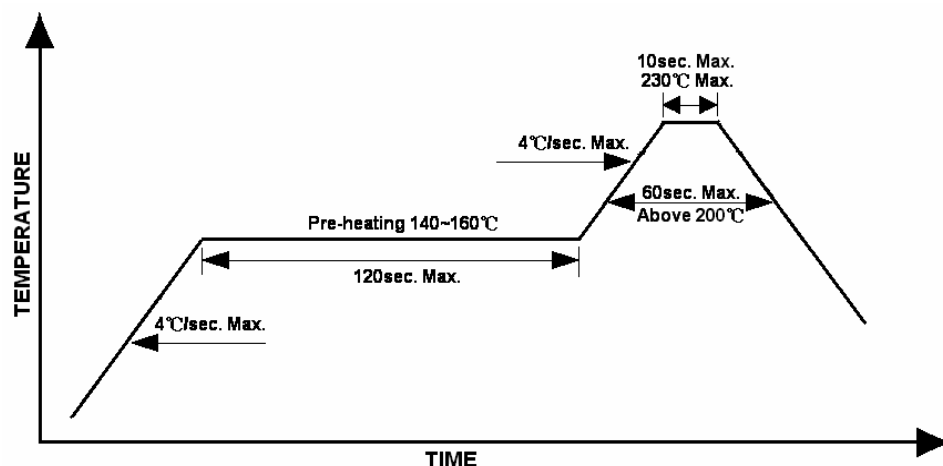 10sec. Max.
230℃ Max.
4℃/sec. Max.
60sec. Max.
Above 200℃
Pre-heating 140~160℃
120sec. Max.
4℃/sec. Max.
TEMPERATURE
TIME